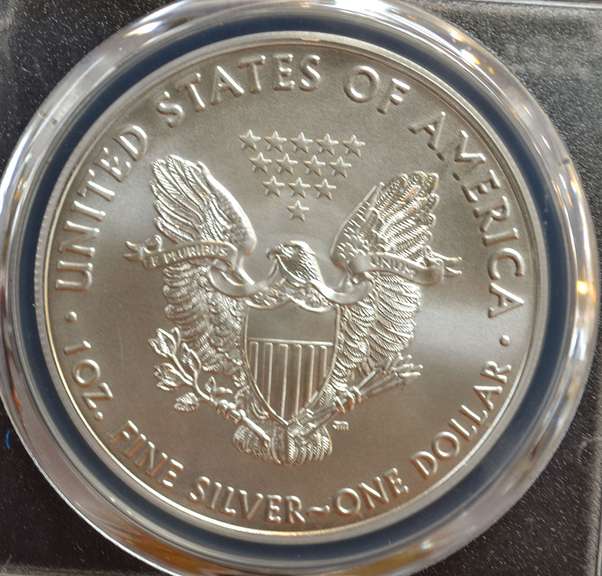 UNITED STATES OF AMERICA
E PLURIBUS UNUM
· 1 OZ. FINE SILVER~ONE DOLLAR ·